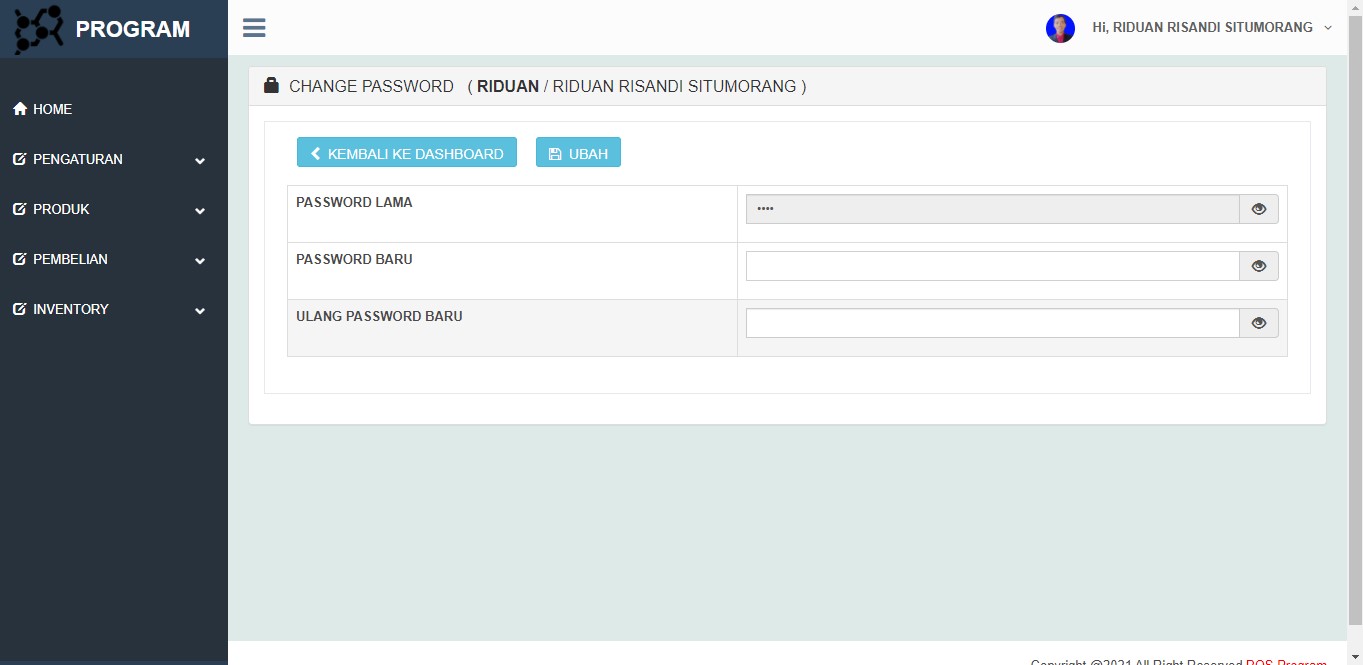 PROGRAM
Hi, RIDUAN RISANDI SITUMORANG
HOME
PENGATURAN
PRODUK
PEMBELIAN
INVENTORY
CHANGE PASSWORD ( RIDUAN / RIDUAN RISANDI SITUMORANG )
KEMBALI KE DASHBOARD
UBAH
PASSWORD LAMA
••••
PASSWORD BARU
ULANG PASSWORD BARU
Copyright @2021 All Right Reserved POS Program